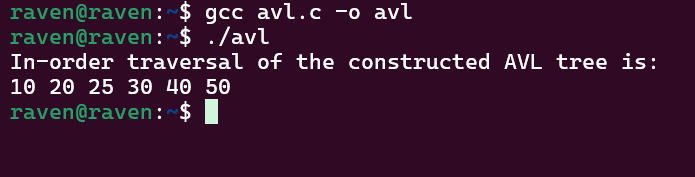 raven@raven:~$ gcc avl.c -o avl
raven@raven:~$ ./avl
In-order traversal of the constructed AVL tree is:
10 20 25 30 40 50
raven@raven:~$